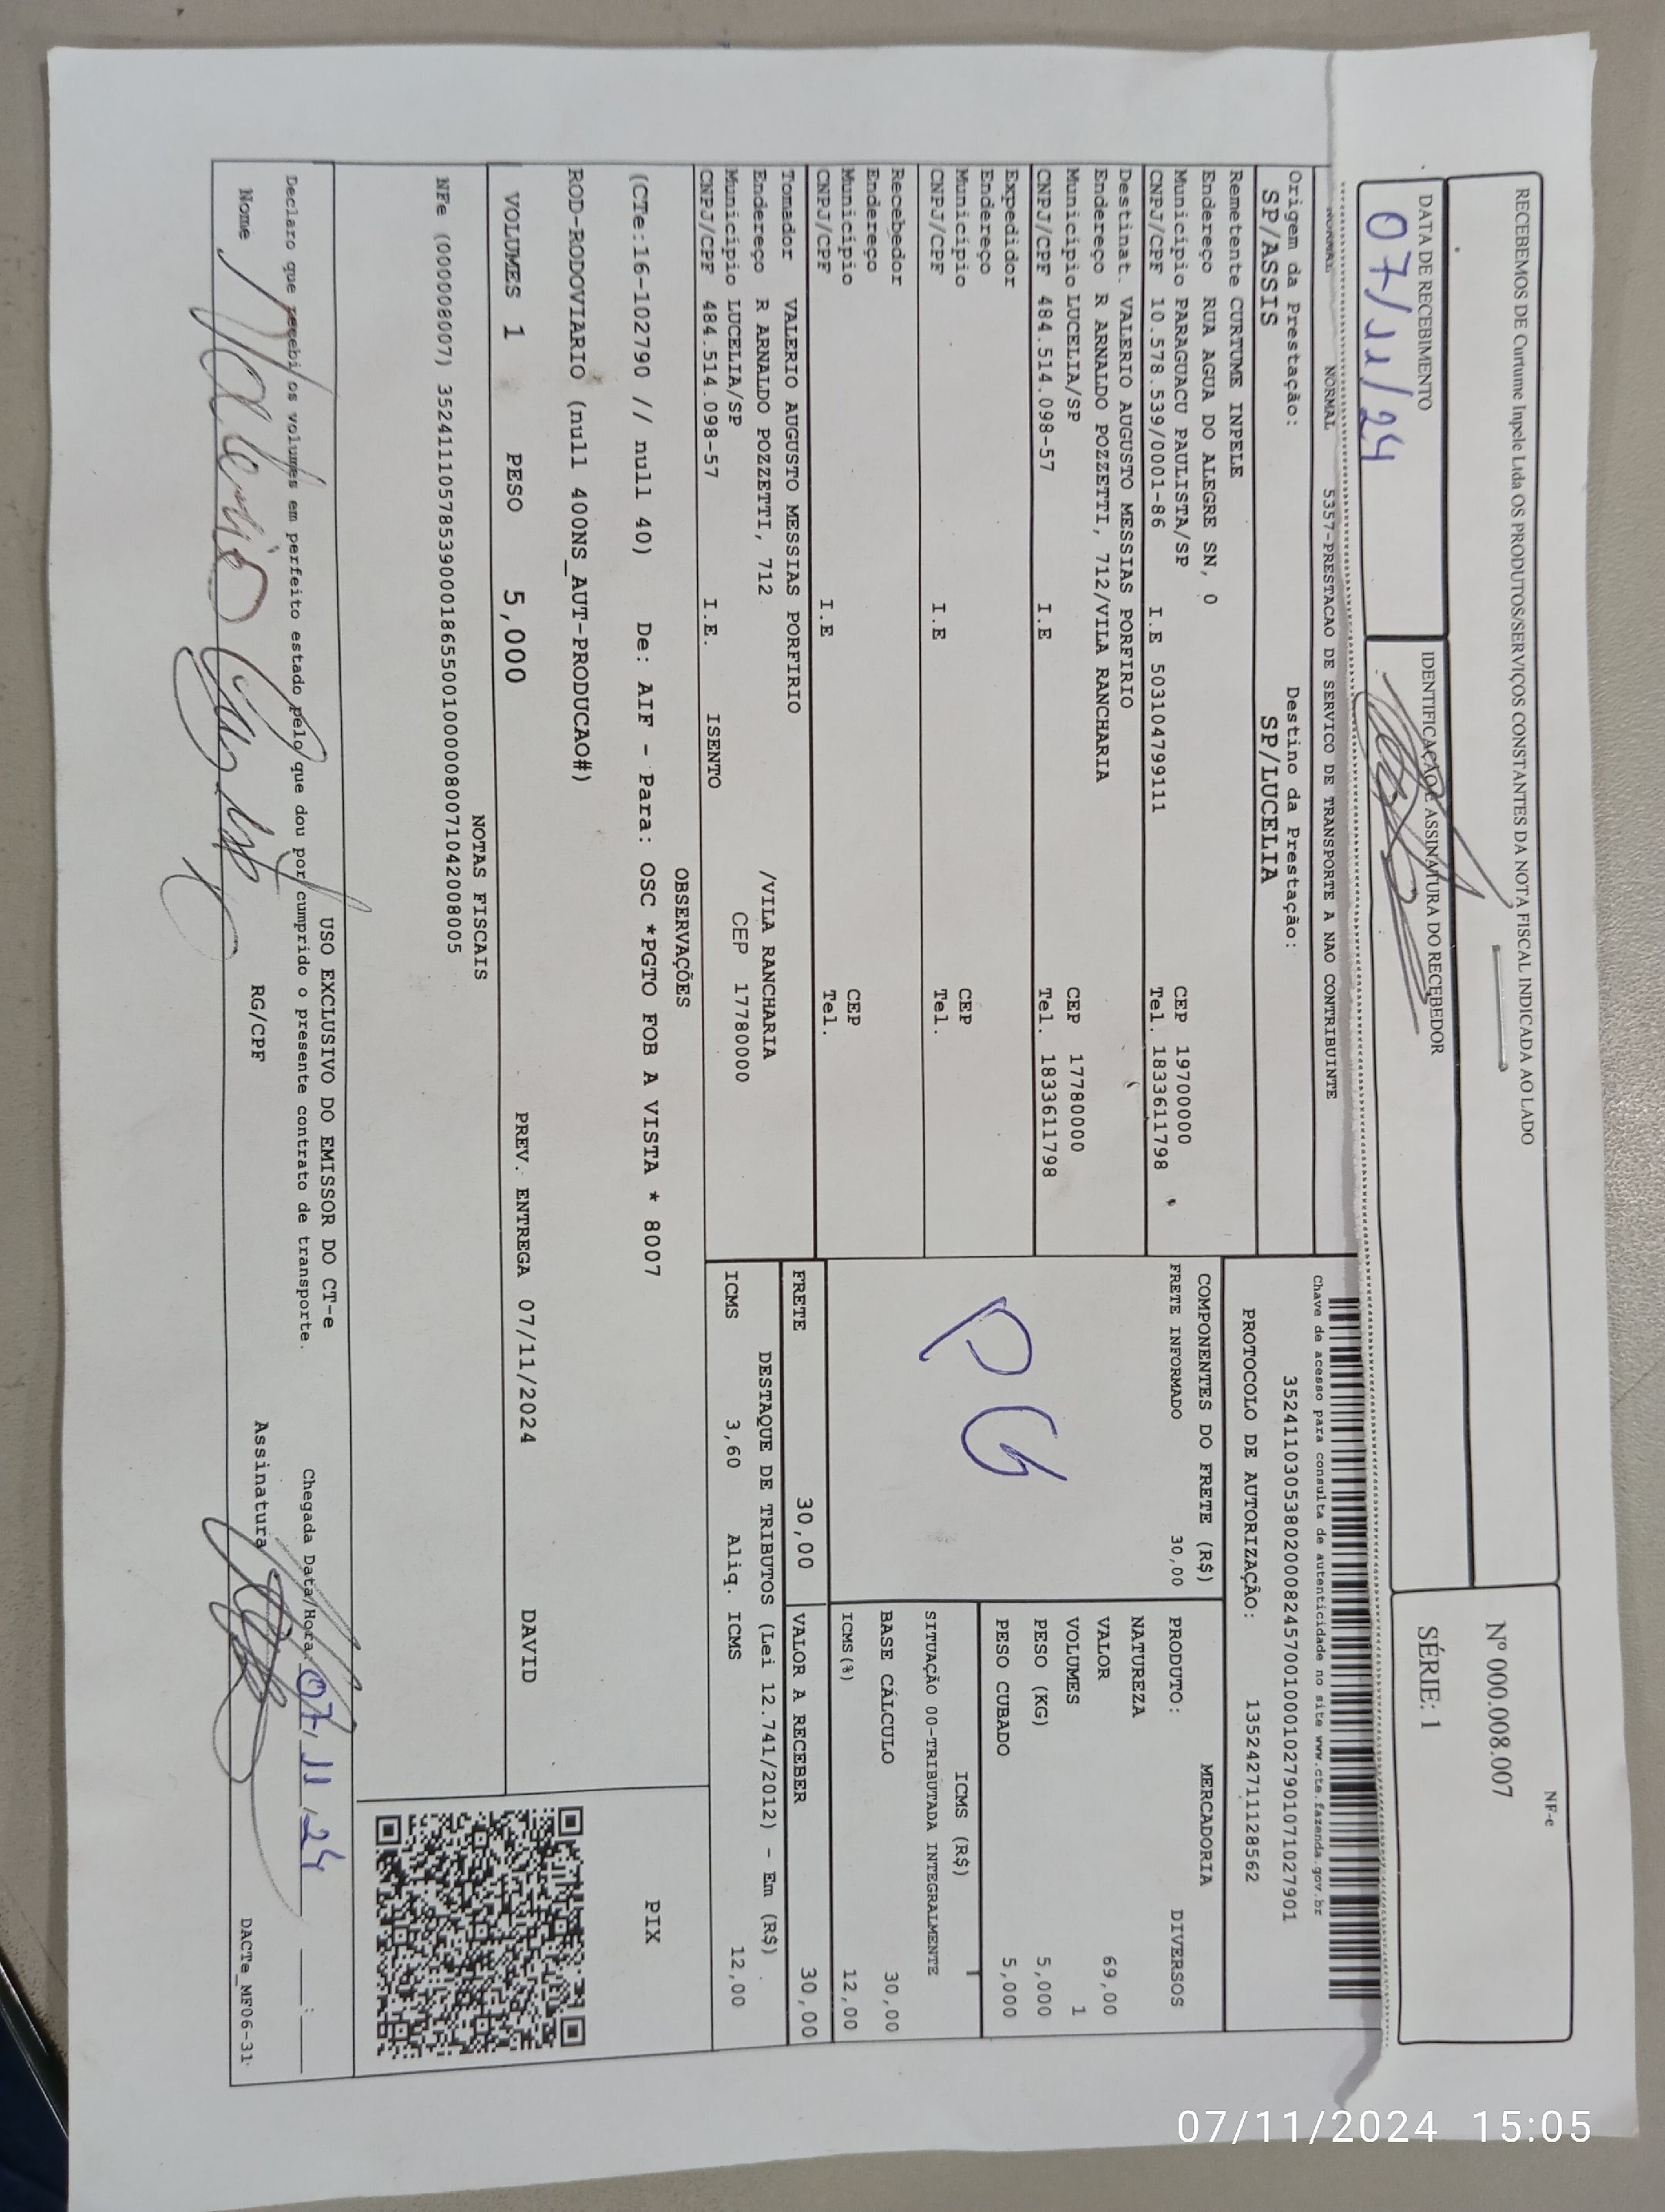 RECEBEMOS DE Curtume Inpele Ltda OS PRODUTOS/SERVIÇOS CONSTANTES DA NOTA FISCAL INDICADA AO LADO
NF-e
Nº 000.008.007
SÉRIE: 1
DATA DE RECEBIMENTO
07/11/24
IDENTIFICAÇÃO E ASSINATURA DO RECEBEDOR
NORMAL NORMAL 5357-PRESTACAO DE SERVICO DE TRANSPORTE A NAO CONTRIBUINTE
Origem da Prestação: Destino da Prestação:
SP/ASSIS SP/LUCELIA
Remetente CURTUME INPELE
Endereço RUA AGUA DO ALEGRE SN, 0
Município PARAGUACU PAULISTA/SP CEP 19700000
CNPJ/CPF 10.578.539/0001-86 I.E 503104799111 Tel. 1833611798
Destinat. VALERIO AUGUSTO MESSIAS PORFIRIO
Endereço R ARNALDO POZZETTI, 712/VILA RANCHARIA
Município LUCELIA/SP CEP 17780000
CNPJ/CPF 484.514.098-57 I.E Tel. 1833611798
Expedidor
Endereço
Município CEP
CNPJ/CPF I.E Tel.
Recebedor
Endereço
Município CEP
CNPJ/CPF I.E Tel.
Tomador VALERIO AUGUSTO MESSIAS PORFIRIO
Endereço R ARNALDO POZZETTI, 712 /VILA RANCHARIA
Município LUCELIA/SP CEP 17780000
CNPJ/CPF 484.514.098-57 I.E. ISENTO
Chave de acesso para consulta de autenticidade no site www.cte.fazenda.gov.br
35241103053802000824570010001027901071027901
PROTOCOLO DE AUTORIZAÇÃO: 135242711128562
COMPONENTES DO FRETE (R$)
FRETE INFORMADO 30,00
PG
MERCADORIA
PRODUTO: DIVERSOS
NATUREZA
VALOR 69,00
VOLUMES 1
PESO (KG) 5,000
PESO CUBADO 5,000
ICMS (R$)
SITUAÇÃO 00-TRIBUTADA INTEGRALMENTE
BASE CÁLCULO 30,00
ICMS(%) 12,00
FRETE 30,00 VALOR A RECEBER 30,00
DESTAQUE DE TRIBUTOS (Lei 12.741/2012) - Em (R$)
ICMS 3,60 Aliq. ICMS 12,00
OBSERVAÇÕES
(CTe:16-102790 // null 40) De: AIF - Para: OSC *PGTO FOB A VISTA * 8007
ROD-RODOVIARIO (null 400NS_AUT-PRODUCAO#)
PIX
VOLUMES 1 PESO 5,000 PREV. ENTREGA 07/11/2024 DAVID
NOTAS FISCAIS
NFe (000008007) 35241110578539000186550010000080071042008005
USO EXCLUSIVO DO EMISSOR DO CT-e
Declaro que recebi os volumes em perfeito estado pelo que dou por cumprido o presente contrato de transporte. Chegada Data/Hora 07/11/24 :
Nome Valerio RG/CPF Assinatura
DACTe_MF06-31
07/11/2024 15:05